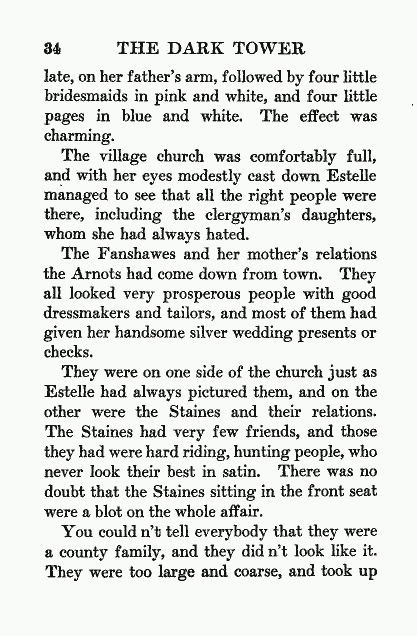 34 THE DARK TOWER
late, on her father's arm, followed by four little
bridesmaids in pink and white, and four little
pages in blue and white. The effect was
charming.
The village church was comfortably full,
and with her eyes modestly cast down Estelle
managed to see that all the right people were
there, including the clergyman's daughters,
whom she had always hated.
The Fanshawes and her mother's relations
the Arnots had come down from town. They
all looked very prosperous people with good
dressmakers and tailors, and most of them had
given her handsome silver wedding presents or
checks.
They were on one side of the church just as
Estelle had always pictured them, and on the
other were the Staines and their relations.
The Staines had very few friends, and those
they had were hard riding, hunting people, who
never look their best in satin. There was no
doubt that the Staines sitting in the front seat
were a blot on the whole affair.
You could n't tell everybody that they were
a county family, and they did n't look like it.
They were too large and coarse, and took up